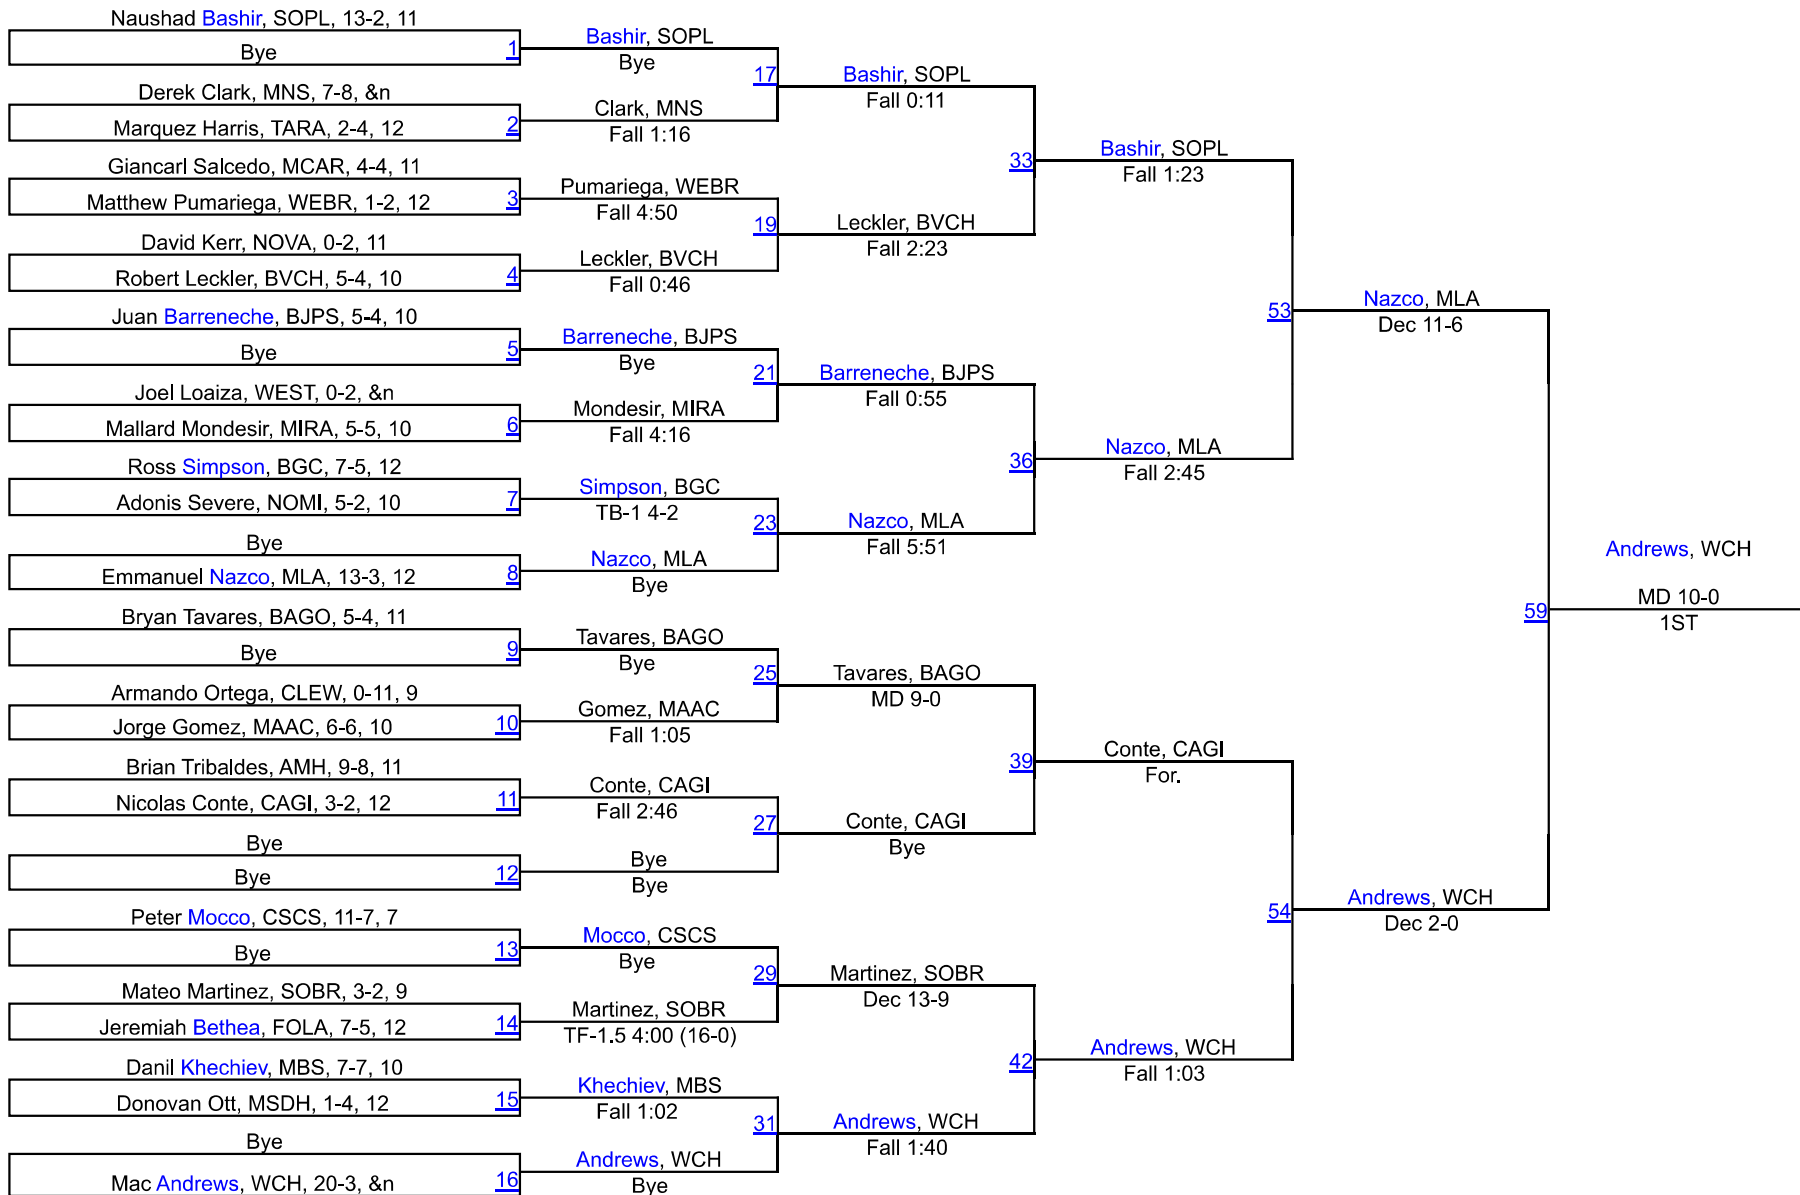 Naushad Bashir, SOPL, 13-2, 11
Bye
1
Derek Clark, MNS, 7-8, &n
Marquez Harris, TARA, 2-4, 12
2
Giancarl Salcedo, MCAR, 4-4, 11
Matthew Pumariega, WEBR, 1-2, 12
3
David Kerr, NOVA, 0-2, 11
Robert Leckler, BVCH, 5-4, 10
4
Juan Barreneche, BJPS, 5-4, 10
Bye
5
Joel Loaiza, WEST, 0-2, &n
Mallard Mondesir, MIRA, 5-5, 10
6
Ross Simpson, BGC, 7-5, 12
Adonis Severe, NOMI, 5-2, 10
7
Bye
Emmanuel Nazco, MLA, 13-3, 12
8
Bryan Tavares, BAGO, 5-4, 11
Bye
9
Armando Ortega, CLEW, 0-11, 9
Jorge Gomez, MAAC, 6-6, 10
10
Brian Tribaldes, AMH, 9-8, 11
Nicolas Conte, CAGI, 3-2, 12
11
Bye
Bye
12
Peter Mocco, CSCS, 11-7, 7
Bye
13
Mateo Martinez, SOBR, 3-2, 9
Jeremiah Bethea, FOLA, 7-5, 12
14
Danil Khechiev, MBS, 7-7, 10
Donovan Ott, MSDH, 1-4, 12
15
Bye
Mac Andrews, WCH, 20-3, &n
16
Bashir, SOPL
Bye
17
Clark, MNS
Fall 1:16
Pumariega, WEBR
Fall 4:50
19
Leckler, BVCH
Fall 0:46
Barreneche, BJPS
Bye
21
Mondesir, MIRA
Fall 4:16
Simpson, BGC
TB-1 4-2
23
Nazco, MLA
Bye
Tavares, BAGO
Bye
25
Gomez, MAAC
Fall 1:05
Conte, CAGI
Fall 2:46
27
Bye
Bye
Mocco, CSCS
Bye
29
Martinez, SOBR
TF-1.5 4:00 (16-0)
Khechiev, MBS
Fall 1:02
31
Andrews, WCH
Bye
Bashir, SOPL
Fall 0:11
33
Leckler, BVCH
Fall 2:23
Barreneche, BJPS
Fall 0:55
36
Nazco, MLA
Fall 5:51
Tavares, BAGO
MD 9-0
39
Conte, CAGI
Bye
Martinez, SOBR
Dec 13-9
42
Andrews, WCH
Fall 1:40
Bashir, SOPL
Fall 1:23
53
Nazco, MLA
Fall 2:45
Conte, CAGI
For.
54
Andrews, WCH
Fall 1:03
Nazco, MLA
Dec 11-6
59
Andrews, WCH
Dec 2-0
Andrews, WCH
MD 10-0
1ST